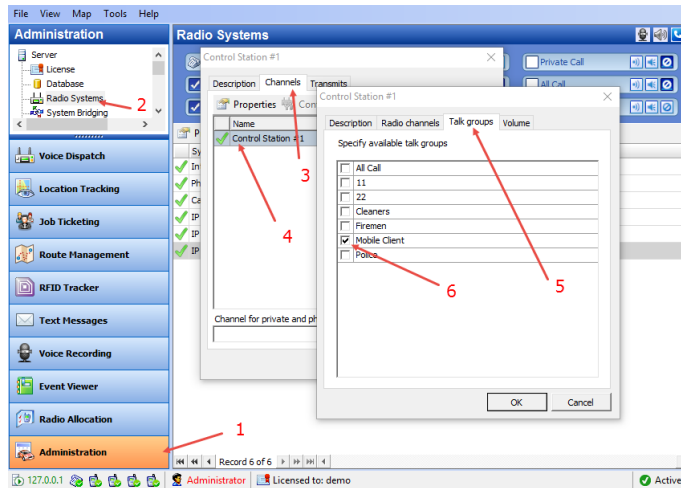 File View Map Tools Help
Administration
Server
License
Database
Radio Systems
System Bridging
2
Voice Dispatch
Location Tracking
Job Ticketing
Route Management
RFID Tracker
Text Messages
Voice Recording
Event Viewer
Radio Allocation
Administration
1
Radio Systems
Private Call
All Call
Control Station #1
Description Channels Transmits
Properties
Name
Control Station #1
3
4
Channel for private and ph
Control Station #1
Description Radio channels Talk groups Volume
Specify available talk groups
All Call
11
22
Cleaners
Firemen
Mobile Client
Police
5
6
OK Cancel
Record 6 of 6
127.0.0.1 Administrator Licensed to: demo Active